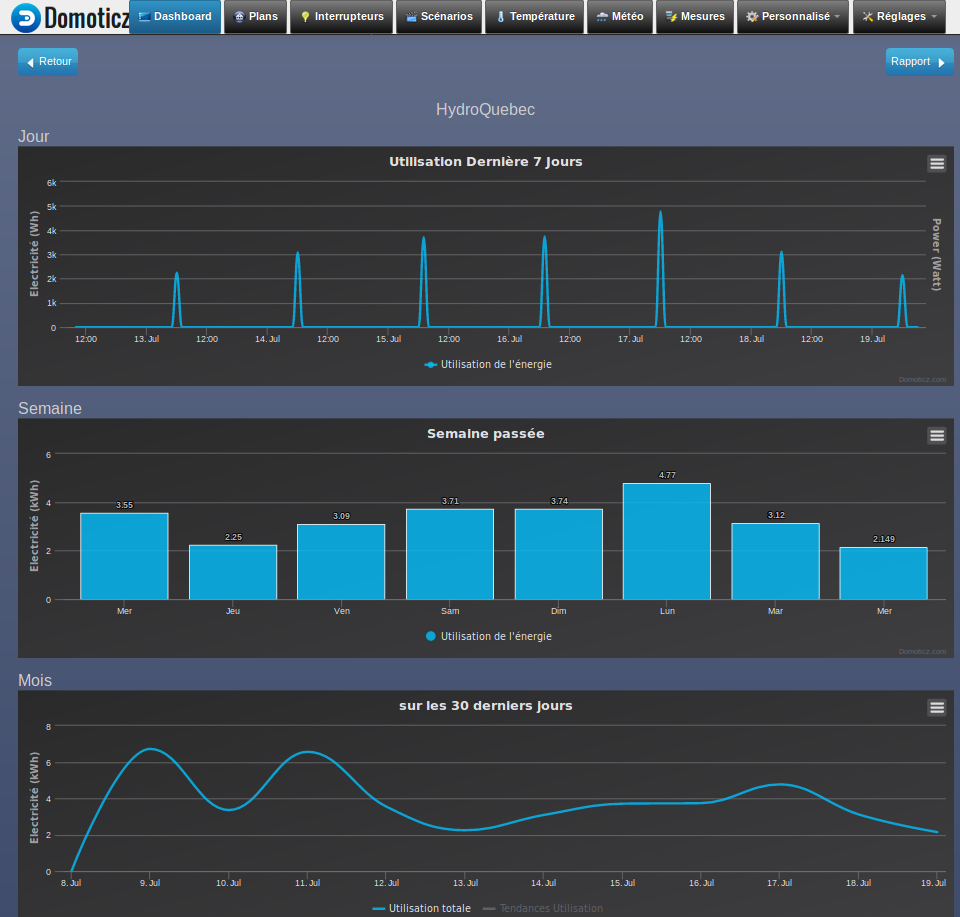 Domoticz Dashboard Plans Interrupteurs Scénarios Température Météo Mesures Personnalisé Réglages
Retour Rapport
HydroQuebec
Jour
Utilisation Dernière 7 Jours
Electricité (Wh)
6k
5k
4k
3k
2k
1k
0
Power (Watt)
12:00 13. Jul 12:00 14. Jul 12:00 15. Jul 12:00 16. Jul 12:00 17. Jul 12:00 18. Jul 12:00 19. Jul
Utilisation de l'énergie
Domoticz.com
Semaine
Semaine passée
Electricité (kWh)
6
4
2
0
3.55 2.25 3.09 3.71 3.74 4.77 3.12 2.149
Mer Jeu Ven Sam Dim Lun Mar Mer
Utilisation de l'énergie
Domoticz.com
Mois
sur les 30 derniers jours
Electricité (kWh)
8
6
4
2
0
8. Jul 9. Jul 10. Jul 11. Jul 12. Jul 13. Jul 14. Jul 15. Jul 16. Jul 17. Jul 18. Jul 19. Jul
Utilisation totale Tendances Utilisation